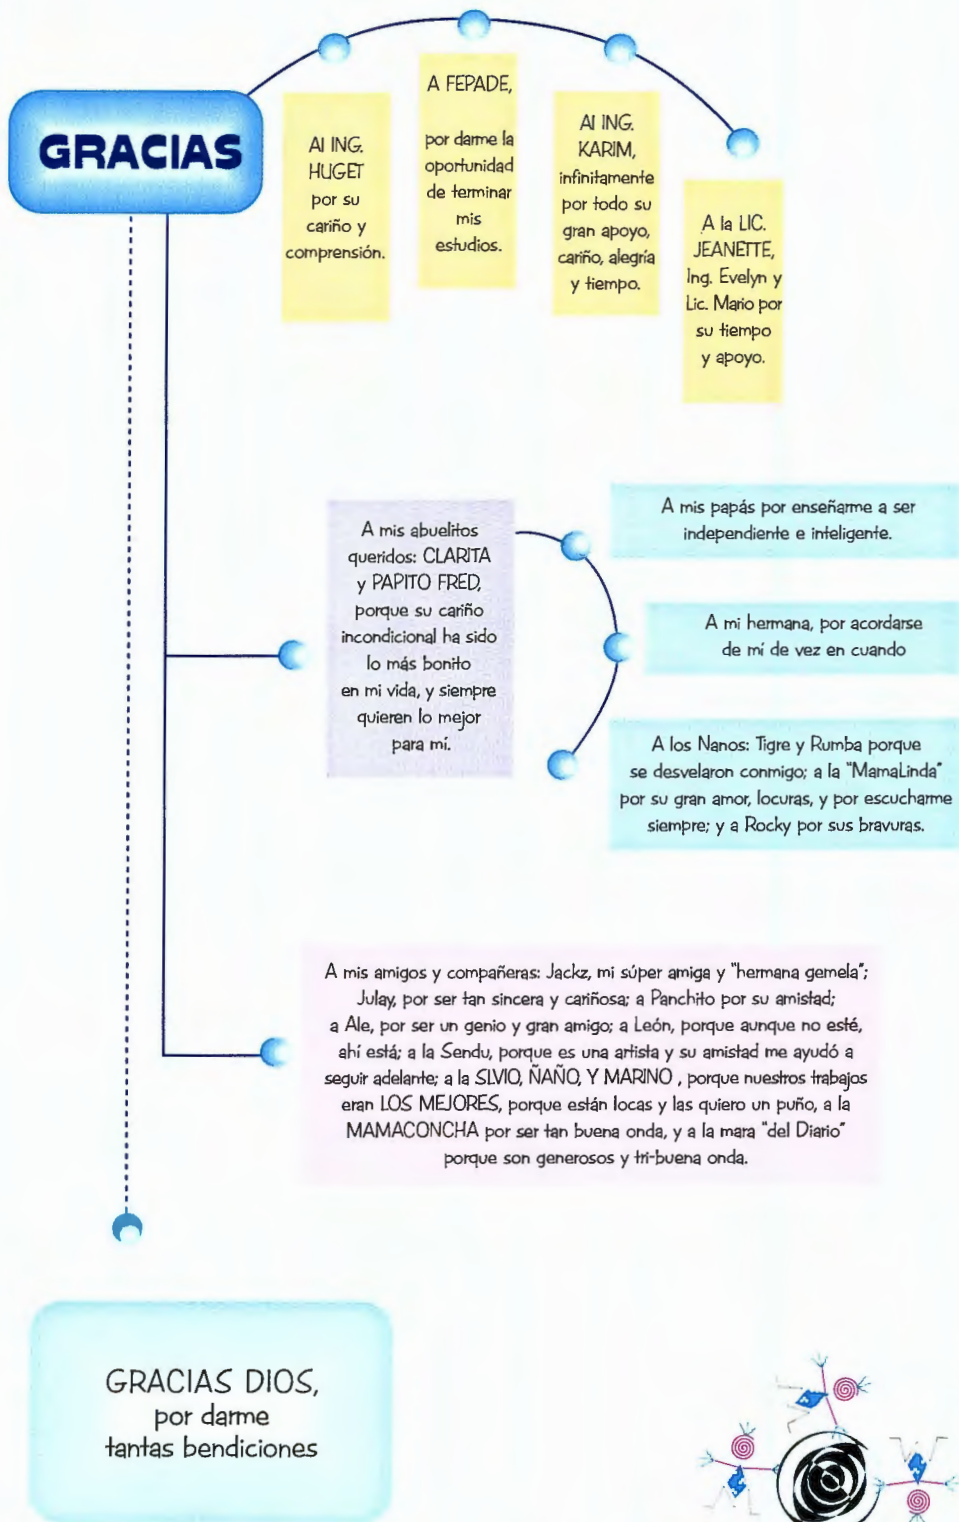 GRACIAS
Al ING.
HUGET
por su
cariño y
comprensión.
A FEPADE,
por darme la
oportunidad
de terminar
mis
estudios.
Al ING.
KARIM,
infinitamente
por todo su
gran apoyo,
cariño, alegría
y tiempo.
A la LIC.
JEANETTE,
Ing. Evelyn y
Lic. Mario por
su tiempo
y apoyo.
A mis abuelitos
queridos: CLARITA
y PAPITO FRED,
porque su cariño
incondicional ha sido
lo más bonito
en mi vida, y siempre
quieren lo mejor
para mí.
A mis papás por enseñarme a ser
independiente e inteligente.
A mi hermana, por acordarse
de mí de vez en cuando
A los Nanos: Tigre y Rumba porque
se desvelaron conmigo; a la "MamaLinda"
por su gran amor, locuras, y por escucharme
siempre; y a Rocky por sus bravuras.
A mis amigos y compañeras: Jackz, mi súper amiga y "hermana gemela";
Julay, por ser tan sincera y cariñosa; a Panchito por su amistad;
a Ale, por ser un genio y gran amigo; a León, porque aunque no esté,
ahí está; a la Sendu, porque es una artista y su amistad me ayudó a
seguir adelante; a la SLVIO, ÑAÑO, Y MARINO , porque nuestros trabajos
eran LOS MEJORES, porque están locas y las quiero un puño, a la
MAMACONCHA por ser tan buena onda, y a la mara "del Diario"
porque son generosos y tri-buena onda.
GRACIAS DIOS,
por darme
tantas bendiciones